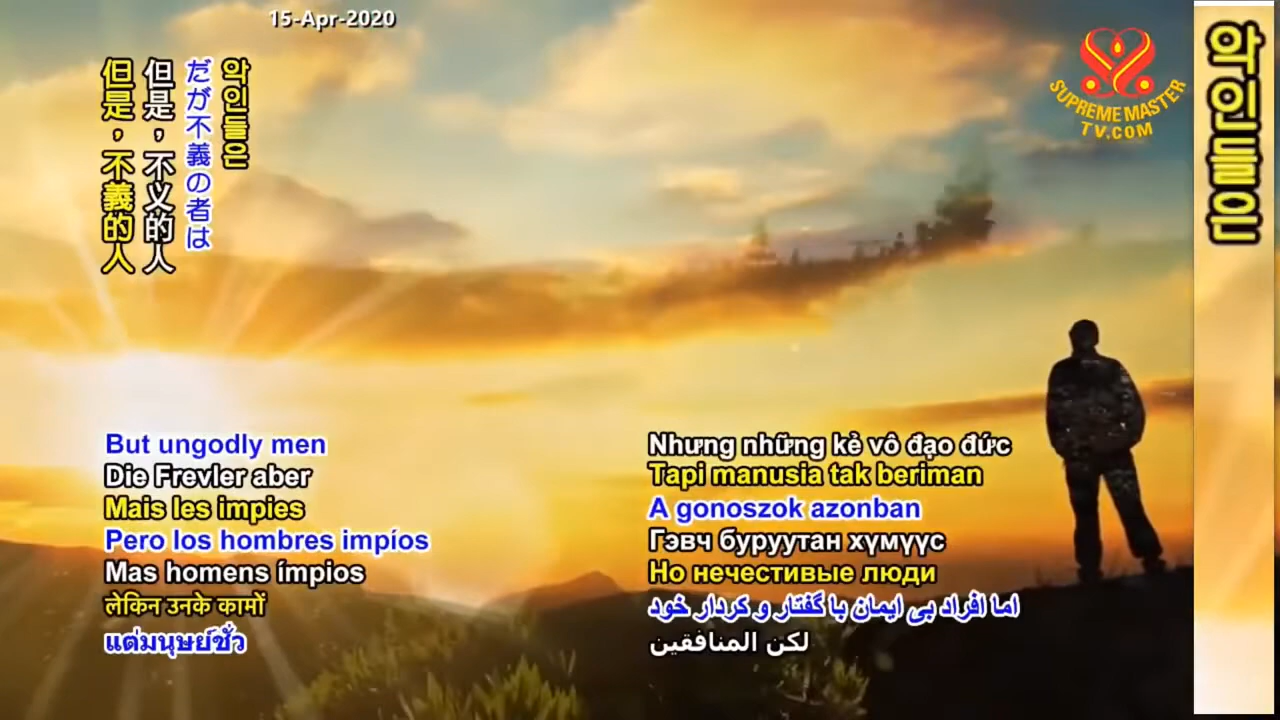 15-Apr-2020
SUPREME MASTER
TV.COM
악인들은
악인들은
だが不義の者は
但是，不义的人
但是，不義的人
But ungodly men
Die Frevler aber
Mais les impies
Pero los hombres impíos
Mas homens ímpios
लेकिन उनके कामों
แต่มนุษย์ชั่ว
Nhưng những kẻ vô đạo đức
Tapi manusia tak beriman
A gonoszok azonban
Гэвч буруутан хүмүүс
Но нечестивые люди
اما افراد بی ایمان با گفتار و کردار خود
لكن المنافقين